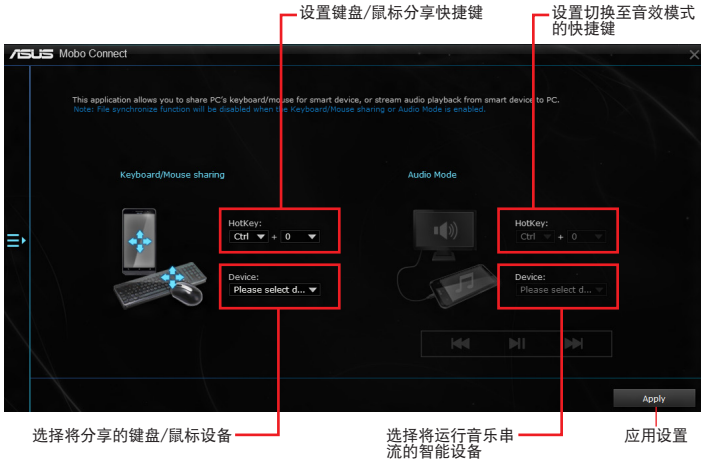 设置键盘/鼠标分享快捷键
设置切换至音效模式
的快捷键
ASUS Mobo Connect
This application allows you to share PC's keyboard/mouse for smart device, or stream audio playback from smart device to PC.
Note: File synchronize function will be disabled when the Keyboard/Mouse sharing or Audio Mode is enabled.
Keyboard/Mouse sharing
Audio Mode
HotKey:
Ctrl + 0
HotKey:
Ctrl + 0
Device:
Please select d...
Device:
Please select d...
Apply
选择将分享的键盘/鼠标设备
选择将运行音乐串
流的智能设备
应用设置